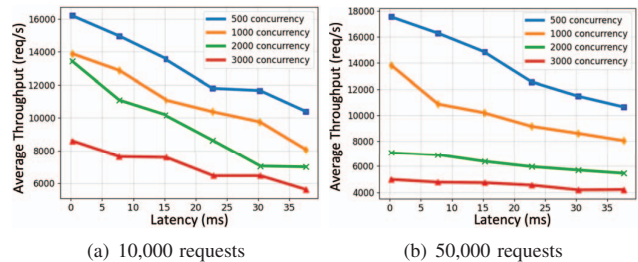 16000
14000
12000
10000
8000
6000
Average Throughput (req/s)
500 concurrency
1000 concurrency
2000 concurrency
3000 concurrency
0 5 10 15 20 25 30 35
Latency (ms)
(a) 10,000 requests
18000
16000
14000
12000
10000
8000
6000
4000
Average Throughput (req/s)
500 concurrency
1000 concurrency
2000 concurrency
3000 concurrency
0 5 10 15 20 25 30 35
Latency (ms)
(b) 50,000 requests